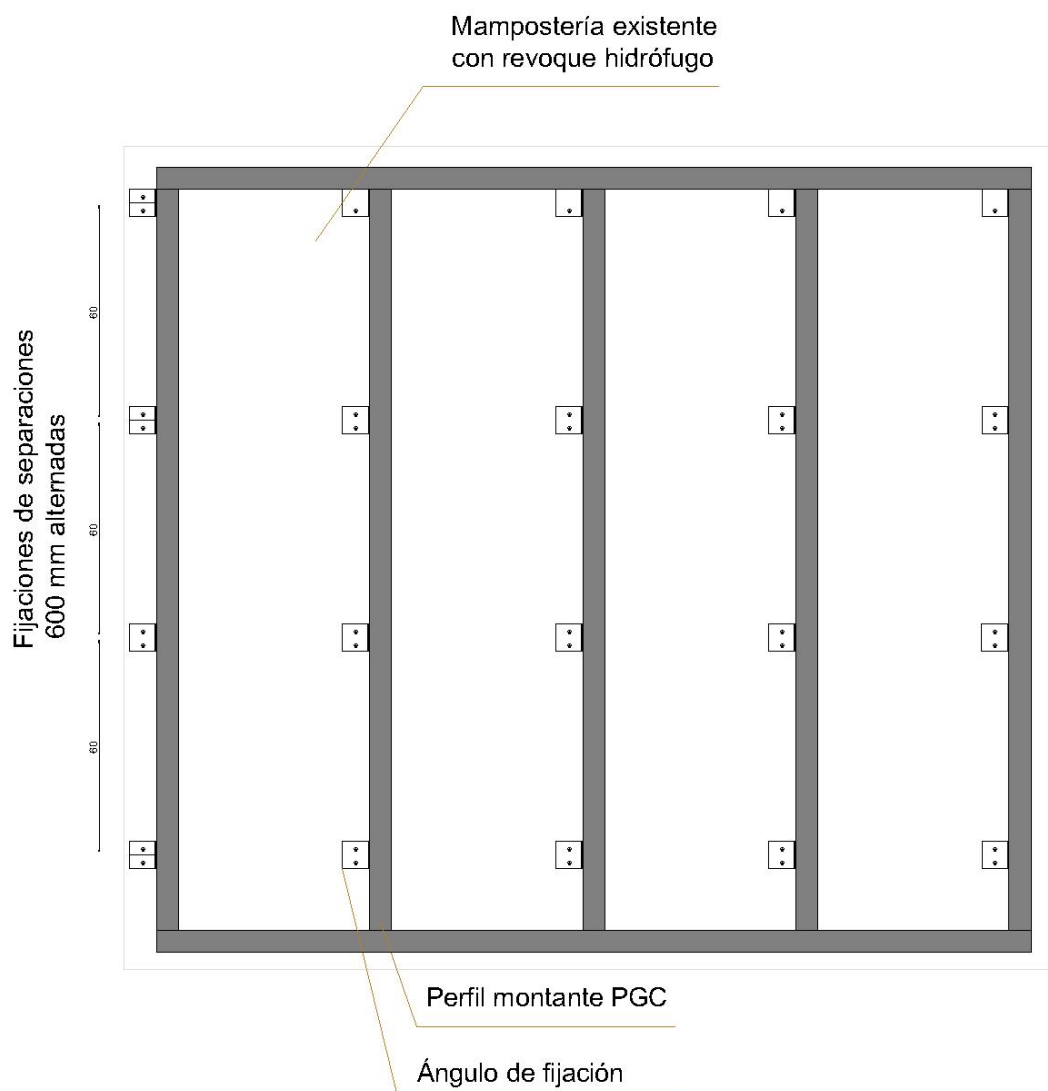 Mampostería existente
con revoque hidrófugo
Fijaciones de separaciones
600 mm alternadas
60
60
60
Perfil montante PGC
Ángulo de fijación